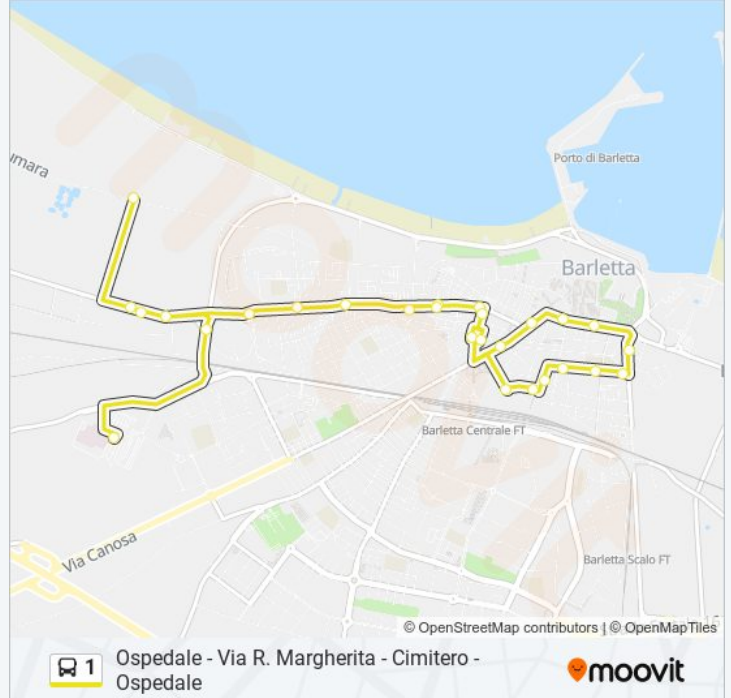 umara
Porto di Barletta
Barletta
Barletta Centrale FT
Via Canosa
Barletta Scalo FT
© OpenStreetMap contributors | © OpenMapTiles
1
Ospedale - Via R. Margherita - Cimitero -
Ospedale
moovit